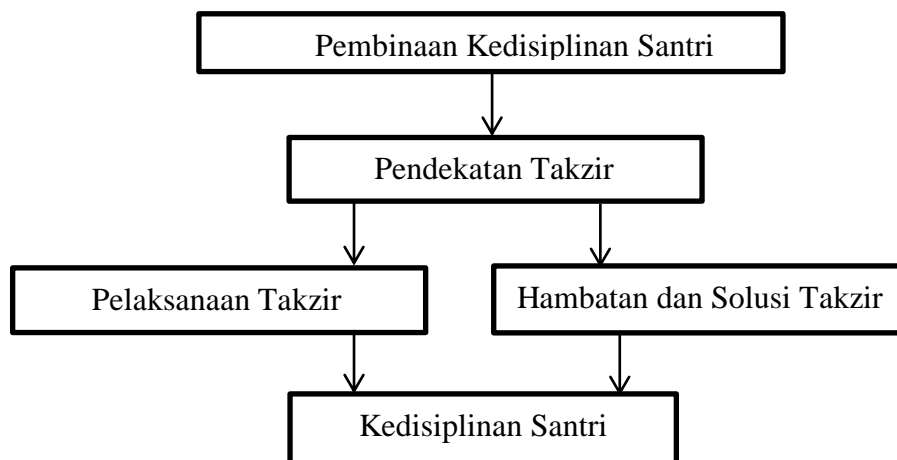 Pembinaan Kedisiplinan Santri
Pendekatan Takzir
Pelaksanaan Takzir
Hambatan dan Solusi Takzir
Kedisiplinan Santri